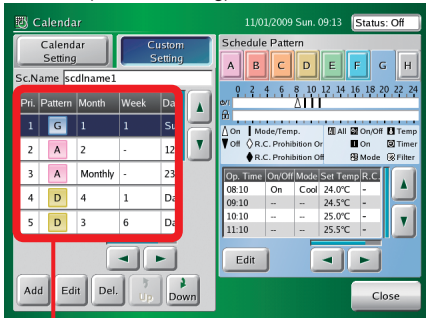 Calendar
11/01/2009 Sun. 09:13 Status: Off
Calendar Setting
Custom Setting
Sc.Name scdlname1
Pri. Pattern Month Week Da
1 G 1 1 Su
2 A 2 - 12
3 A Monthly - 23
4 D 4 1 Da
5 D 3 6 Da
Add Edit Del. Up Down
Schedule Pattern
A B C D E F G H
0 2 4 6 8 10 12 14 16 18 20 22 24
On Mode/Temp. All On/Off Temp
Off R.C. Prohibition On Timer
R.C. Prohibition Off Mode Filter
Op. Time On/Off Mode Set Temp R.C.
08:10 On Cool 24.0°C -
09:10 -- -- 24.5°C -
10:10 -- -- 25.0°C -
11:10 -- -- 25.5°C -
Edit
Close